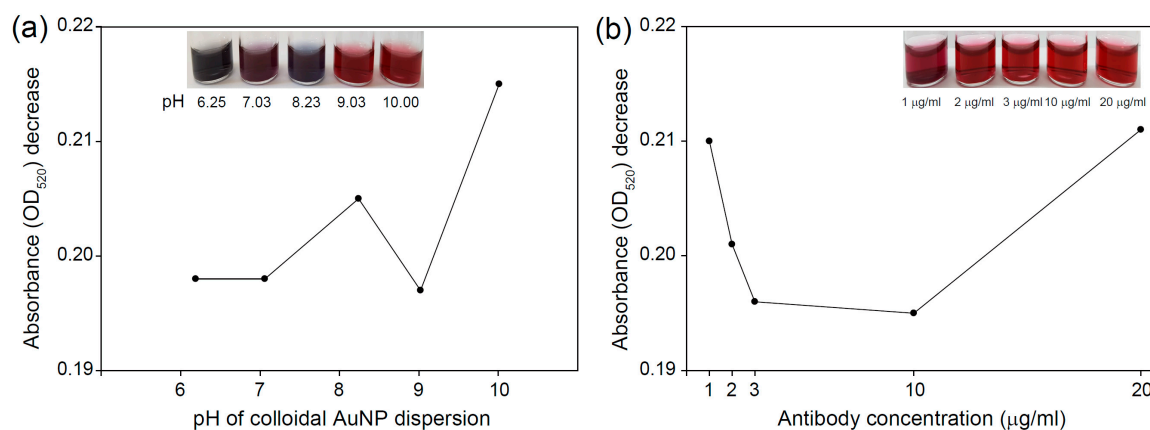 (a)
0.22
0.21
0.20
0.19
Absorbance (OD520) decrease
pH 6.25 7.03 8.23 9.03 10.00
6 7 8 9 10
pH of colloidal AuNP dispersion
(b)
0.22
0.21
0.20
0.19
Absorbance (OD520) decrease
1 μg/ml 2 μg/ml 3 μg/ml 10 μg/ml 20 μg/ml
1 2 3 10 20
Antibody concentration (μg/ml)